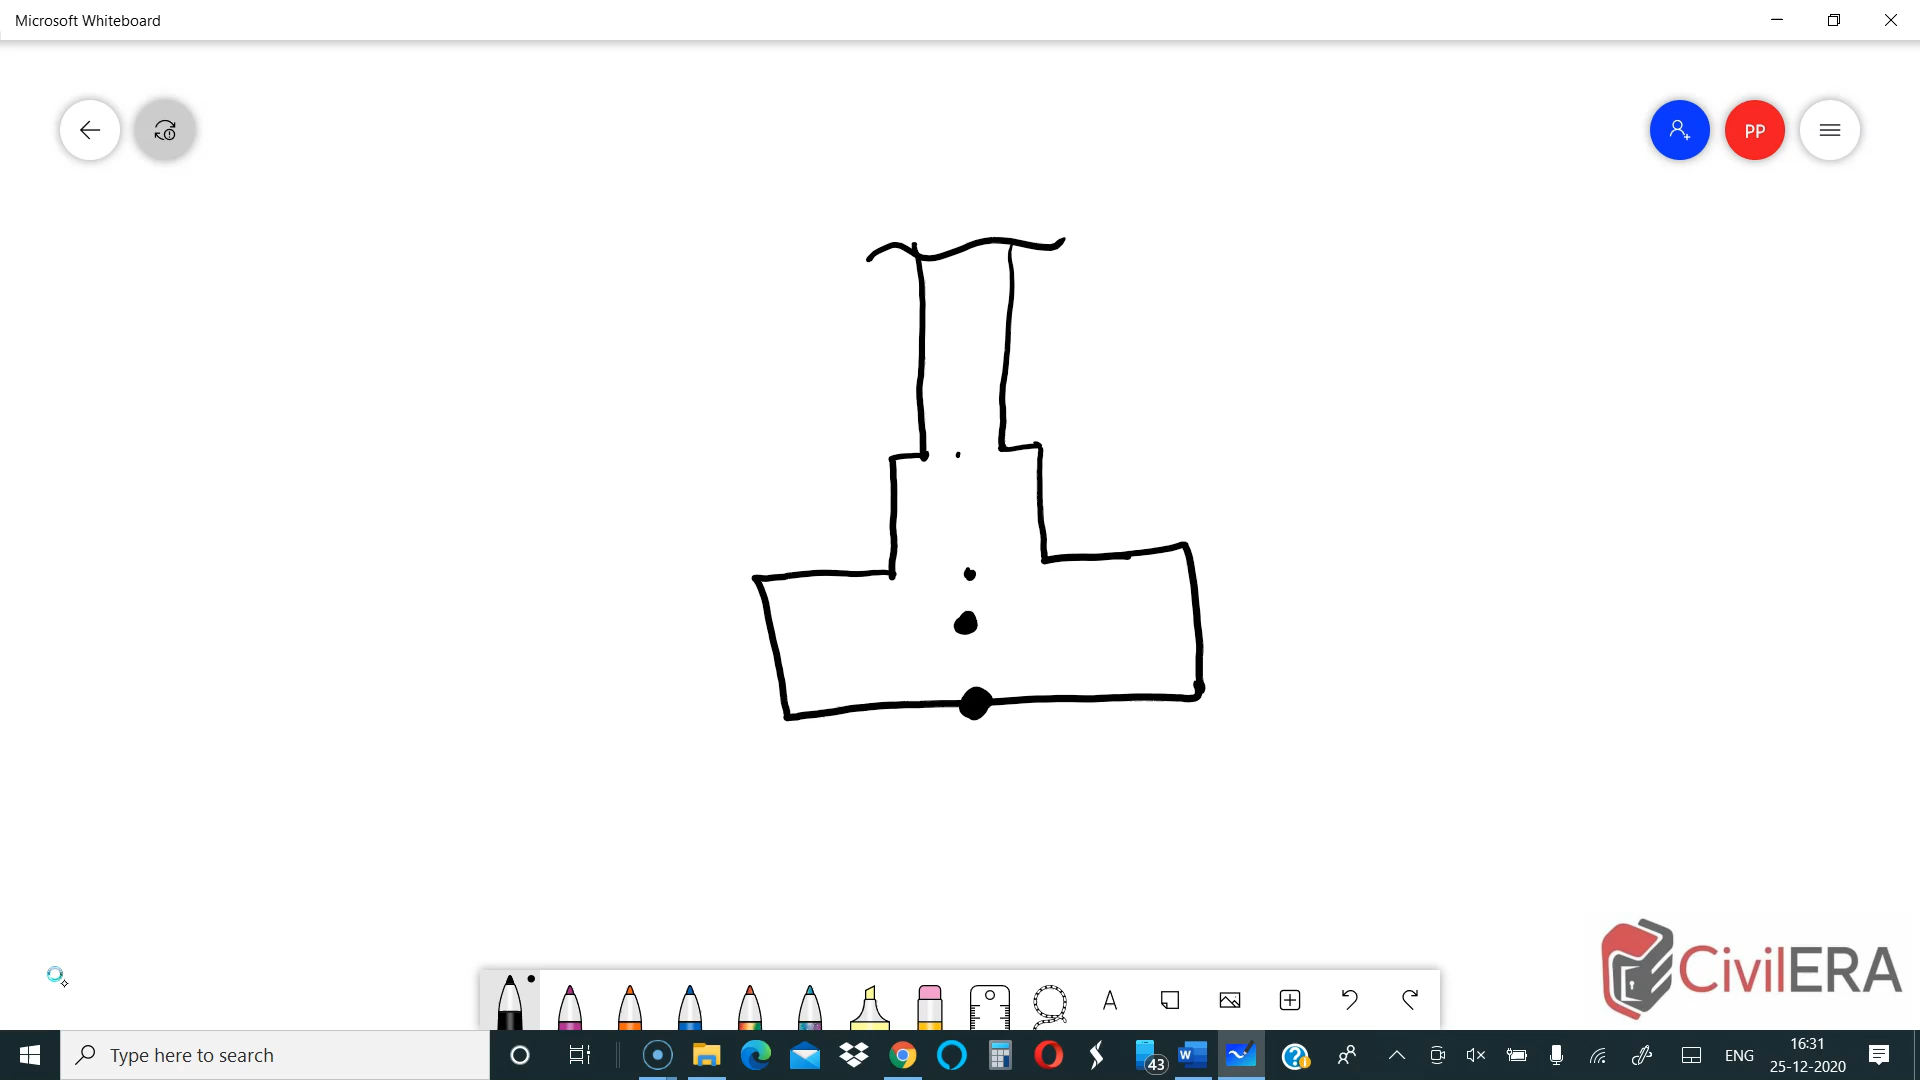 Microsoft Whiteboard
PP
CivilERA
A
Type here to search
43
W
ENG
16:31
25-12-2020